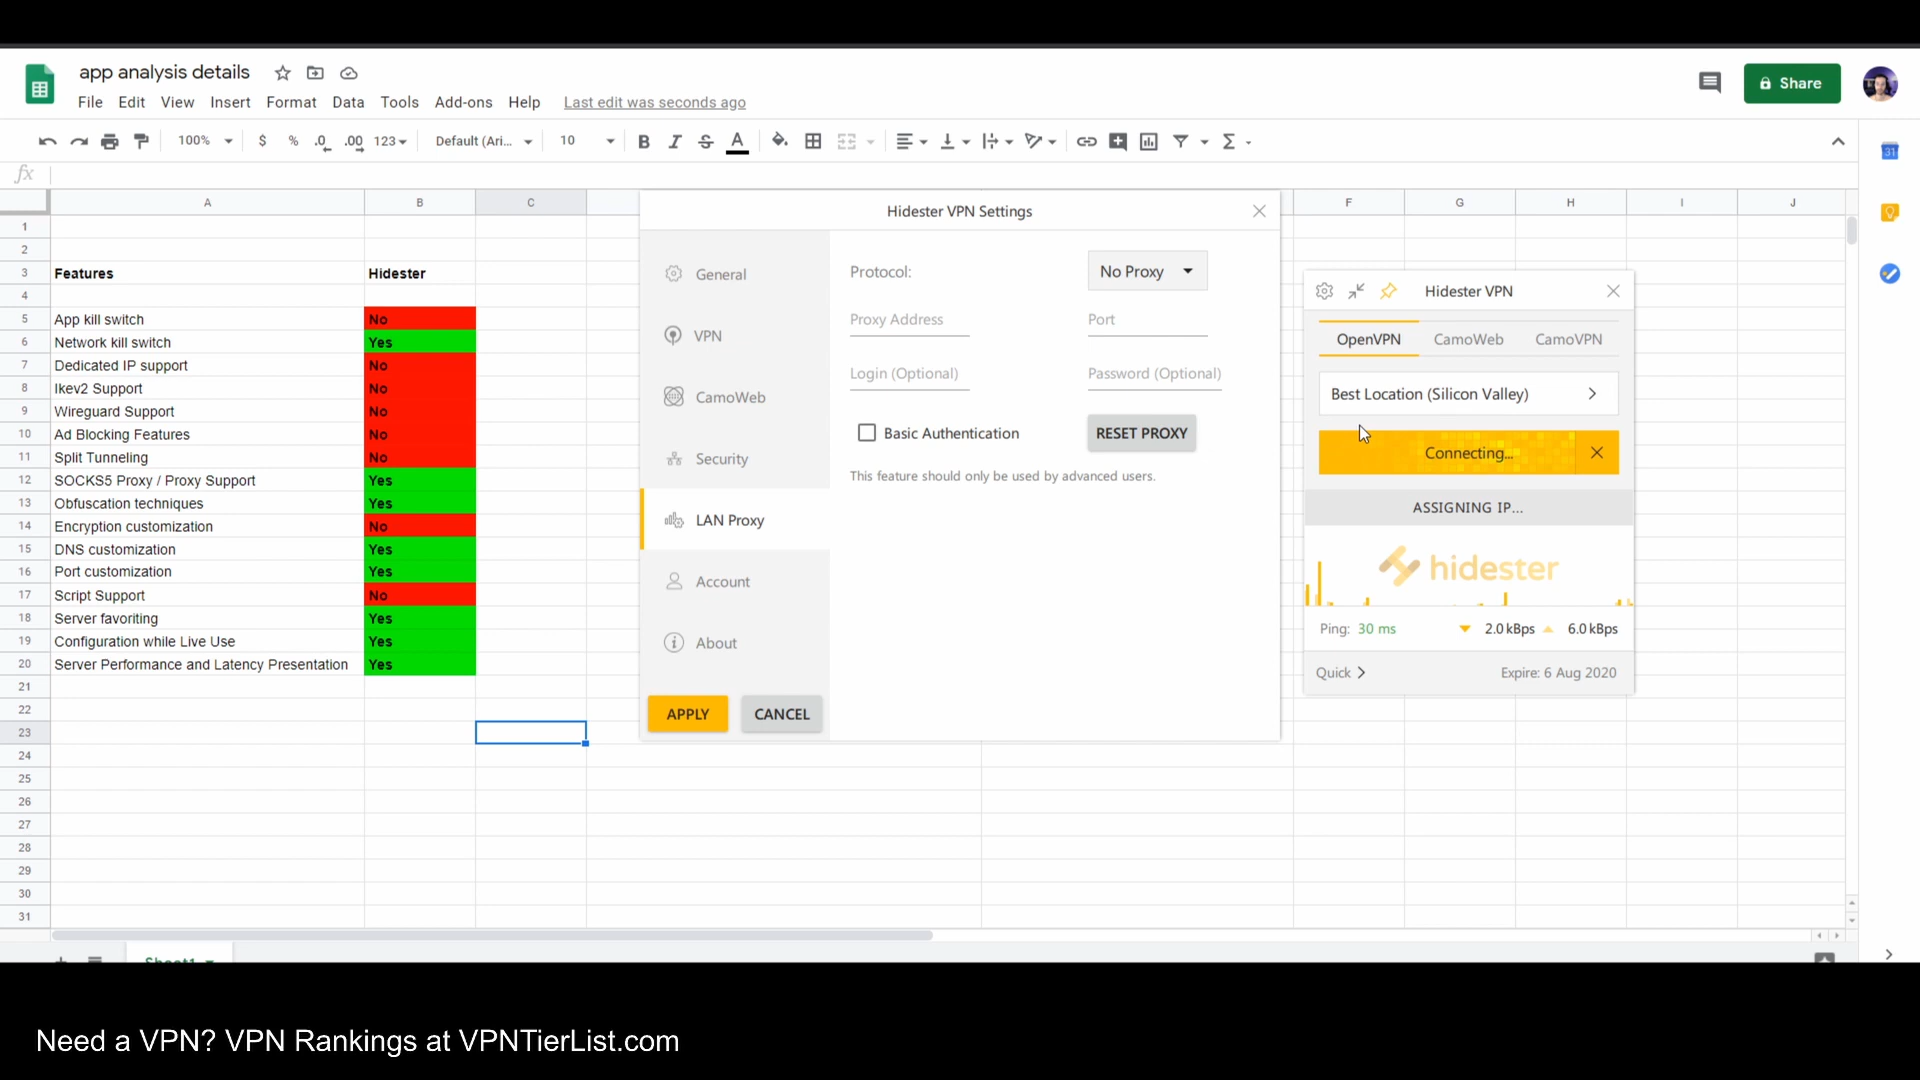 app analysis details
File Edit View Insert Format Data Tools Add-ons Help Last edit was seconds ago
Share
100% $ % .0 .00 123 Default (Ari... 10 B I S A
31
fx
A B C F G H I J
1
2
3 Features Hidester
4
5 App kill switch No
6 Network kill switch Yes
7 Dedicated IP support No
8 Ikev2 Support No
9 Wireguard Support No
10 Ad Blocking Features No
11 Split Tunneling No
12 SOCKS5 Proxy / Proxy Support Yes
13 Obfuscation techniques Yes
14 Encryption customization No
15 DNS customization Yes
16 Port customization Yes
17 Script Support No
18 Server favoriting Yes
19 Configuration while Live Use Yes
20 Server Performance and Latency Presentation Yes
21
22
23
24
25
26
27
28
29
30
31
Hidester VPN Settings
General
VPN
CamoWeb
Security
LAN Proxy
Account
About
APPLY CANCEL
Protocol: No Proxy
Proxy Address Port
Login (Optional) Password (Optional)
Basic Authentication RESET PROXY
This feature should only be used by advanced users.
Hidester VPN
OpenVPN CamoWeb CamoVPN
Best Location (Silicon Valley)
Connecting...
ASSIGNING IP...
hidester
Ping: 30 ms 2.0 kBps 6.0 kBps
Quick Expire: 6 Aug 2020
Sheet1
Need a VPN? VPN Rankings at VPNTierList.com